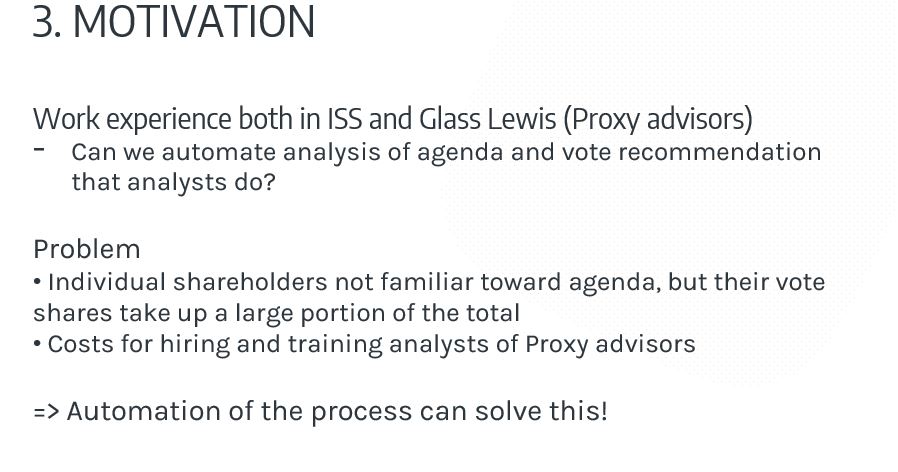 3. MOTIVATION
Work experience both in ISS and Glass Lewis (Proxy advisors)
- Can we automate analysis of agenda and vote recommendation
that analysts do?
Problem
• Individual shareholders not familiar toward agenda, but their vote
shares take up a large portion of the total
• Costs for hiring and training analysts of Proxy advisors
=> Automation of the process can solve this!